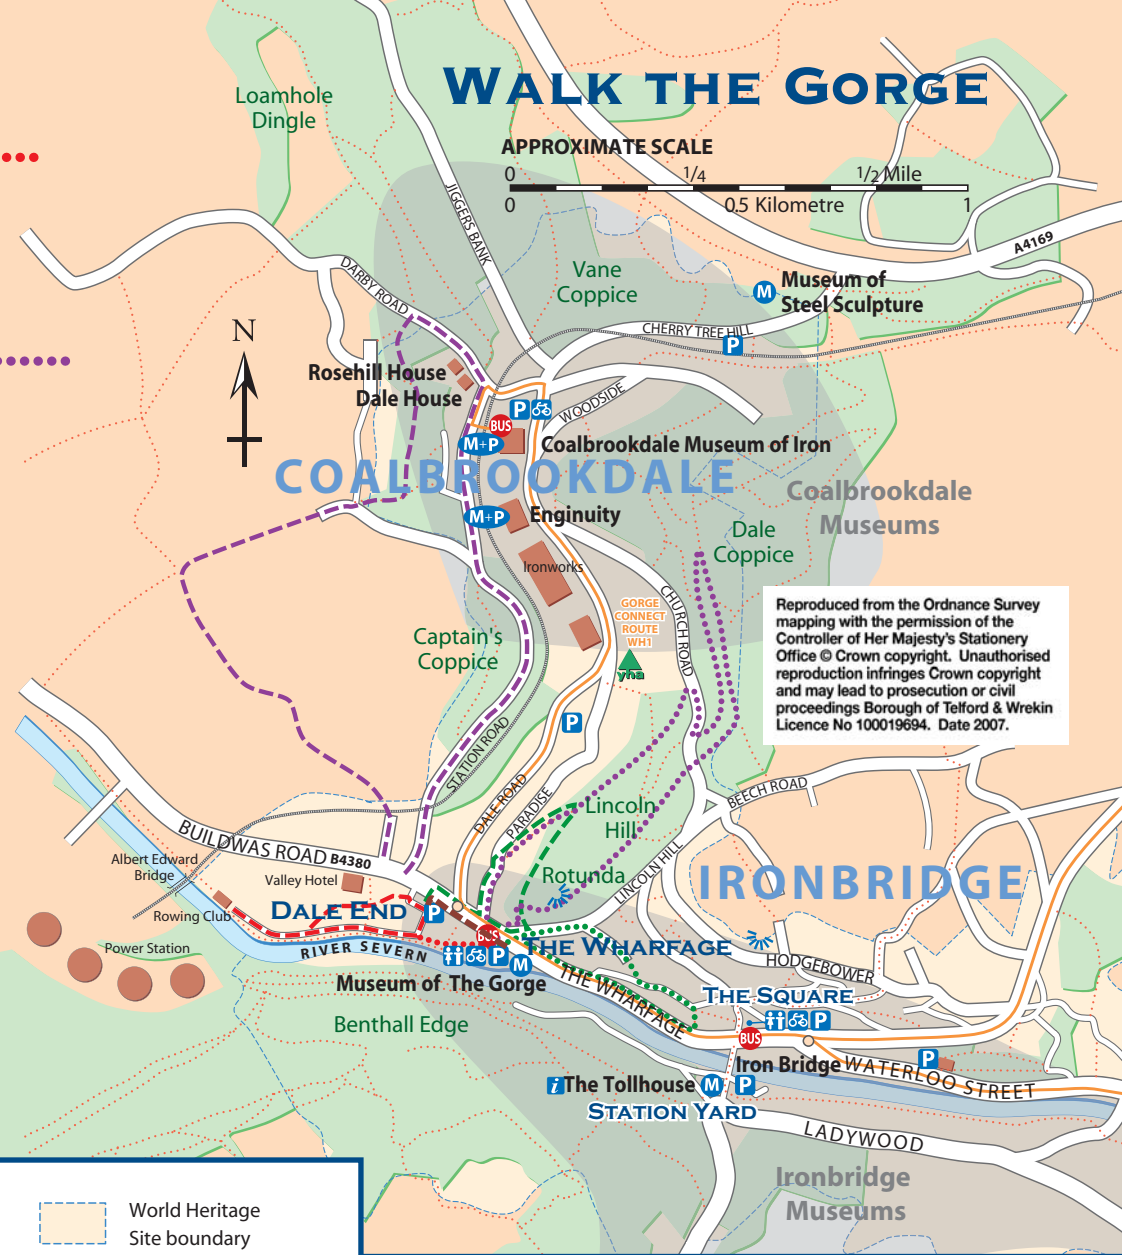 WALK THE GORGE
Loamhole
Dingle
APPROXIMATE SCALE
0 1/4 1/2 Mile
0 0.5 Kilometre 1
JIGGERS BANK
A4169
DARBY ROAD
Vane
Coppice
M
Museum of
Steel Sculpture
N
CHERRY TREE HILL
P
Rosehill House
Dale House
P
WOODSIDE
BUS
M+P
Coalbrookdale Museum of Iron
COALBROOKDALE
Coalbrookdale
Museums
M+P
Enginuity
Dale
Coppice
Ironworks
CHURCH ROAD
GORGE
CONNECT
ROUTE
WH1
Reproduced from the Ordnance Survey
mapping with the permission of the
Controller of Her Majesty's Stationery
Office © Crown copyright. Unauthorised
reproduction infringes Crown copyright
and may lead to prosecution or civil
proceedings Borough of Telford & Wrekin
Licence No 100019694. Date 2007.
Captain's
Coppice
yha
P
STATION ROAD
DALE ROAD
PARADISE
BEECH ROAD
Lincoln
Hill
BUILDWAS ROAD B4380
Albert Edward
Bridge
Valley Hotel
Rotunda
LINCOLN HILL
IRONBRIDGE
Rowing Club
DALE END
P
Power Station
RIVER SEVERN
BUS
P
M
THE WHARFAGE
HODGEBOWER
Museum of The Gorge
THE WHARFAGE
THE SQUARE
P
Benthall Edge
BUS
Iron Bridge
P
WATERLOO STREET
i
The Tollhouse
M
P
STATION YARD
LADYWOOD
Ironbridge
Museums
World Heritage
Site boundary